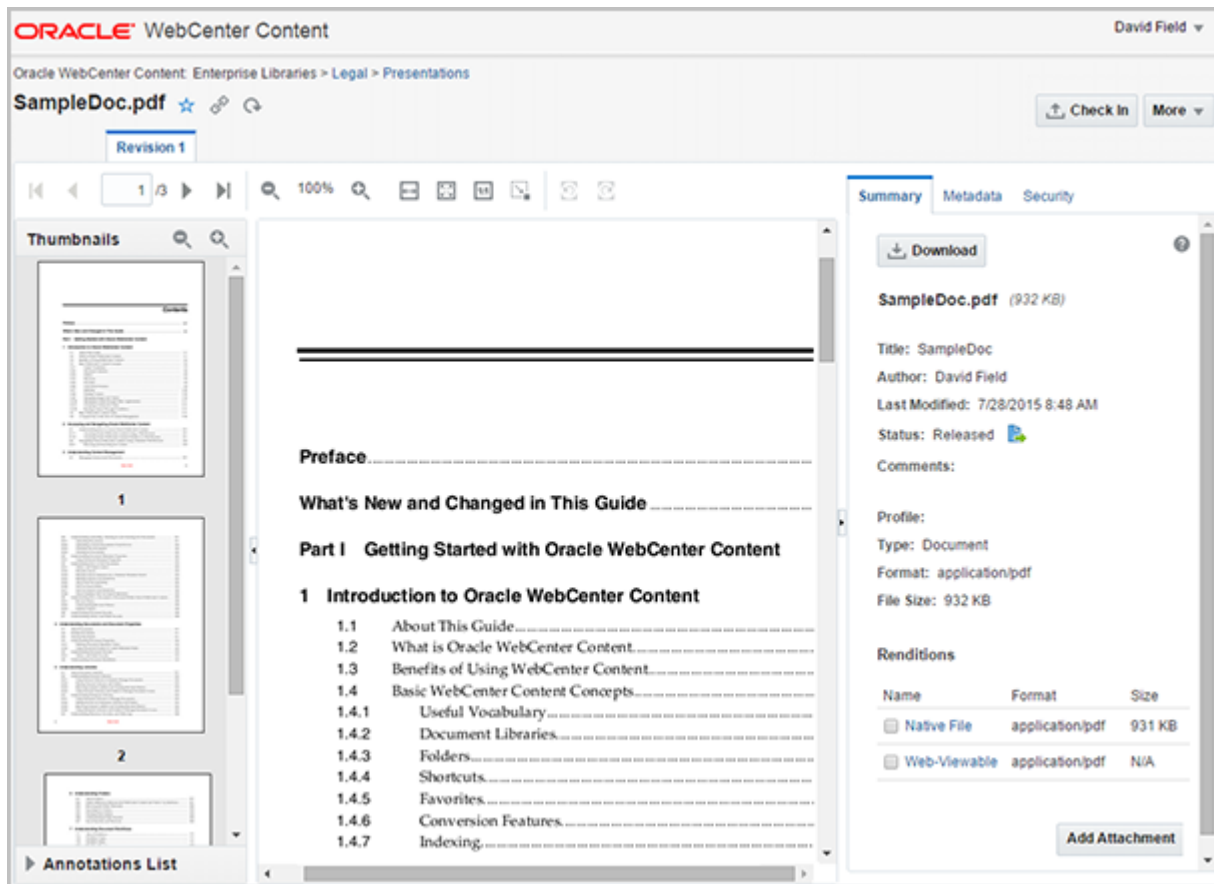 ORACLE® WebCenter Content
David Field
Oracle WebCenter Content: Enterprise Libraries > Legal > Presentations
SampleDoc.pdf
Check In
More
Revision 1
1 /3
100%
Summary
Metadata
Security
Thumbnails
Contents
1
2
Annotations List
Preface
What's New and Changed in This Guide
Part I Getting Started with Oracle WebCenter Content
1 Introduction to Oracle WebCenter Content
1.1 About This Guide
1.2 What is Oracle WebCenter Content
1.3 Benefits of Using WebCenter Content
1.4 Basic WebCenter Content Concepts
1.4.1 Useful Vocabulary
1.4.2 Document Libraries
1.4.3 Folders
1.4.4 Shortcuts
1.4.5 Favorites
1.4.6 Conversion Features
1.4.7 Indexing
Download
SampleDoc.pdf (932 KB)
Title: SampleDoc
Author: David Field
Last Modified: 7/28/2015 8:48 AM
Status: Released
Comments:
Profile:
Type: Document
Format: application/pdf
File Size: 932 KB
Renditions
Name Format Size
Native File application/pdf 931 KB
Web-Viewable application/pdf N/A
Add Attachment